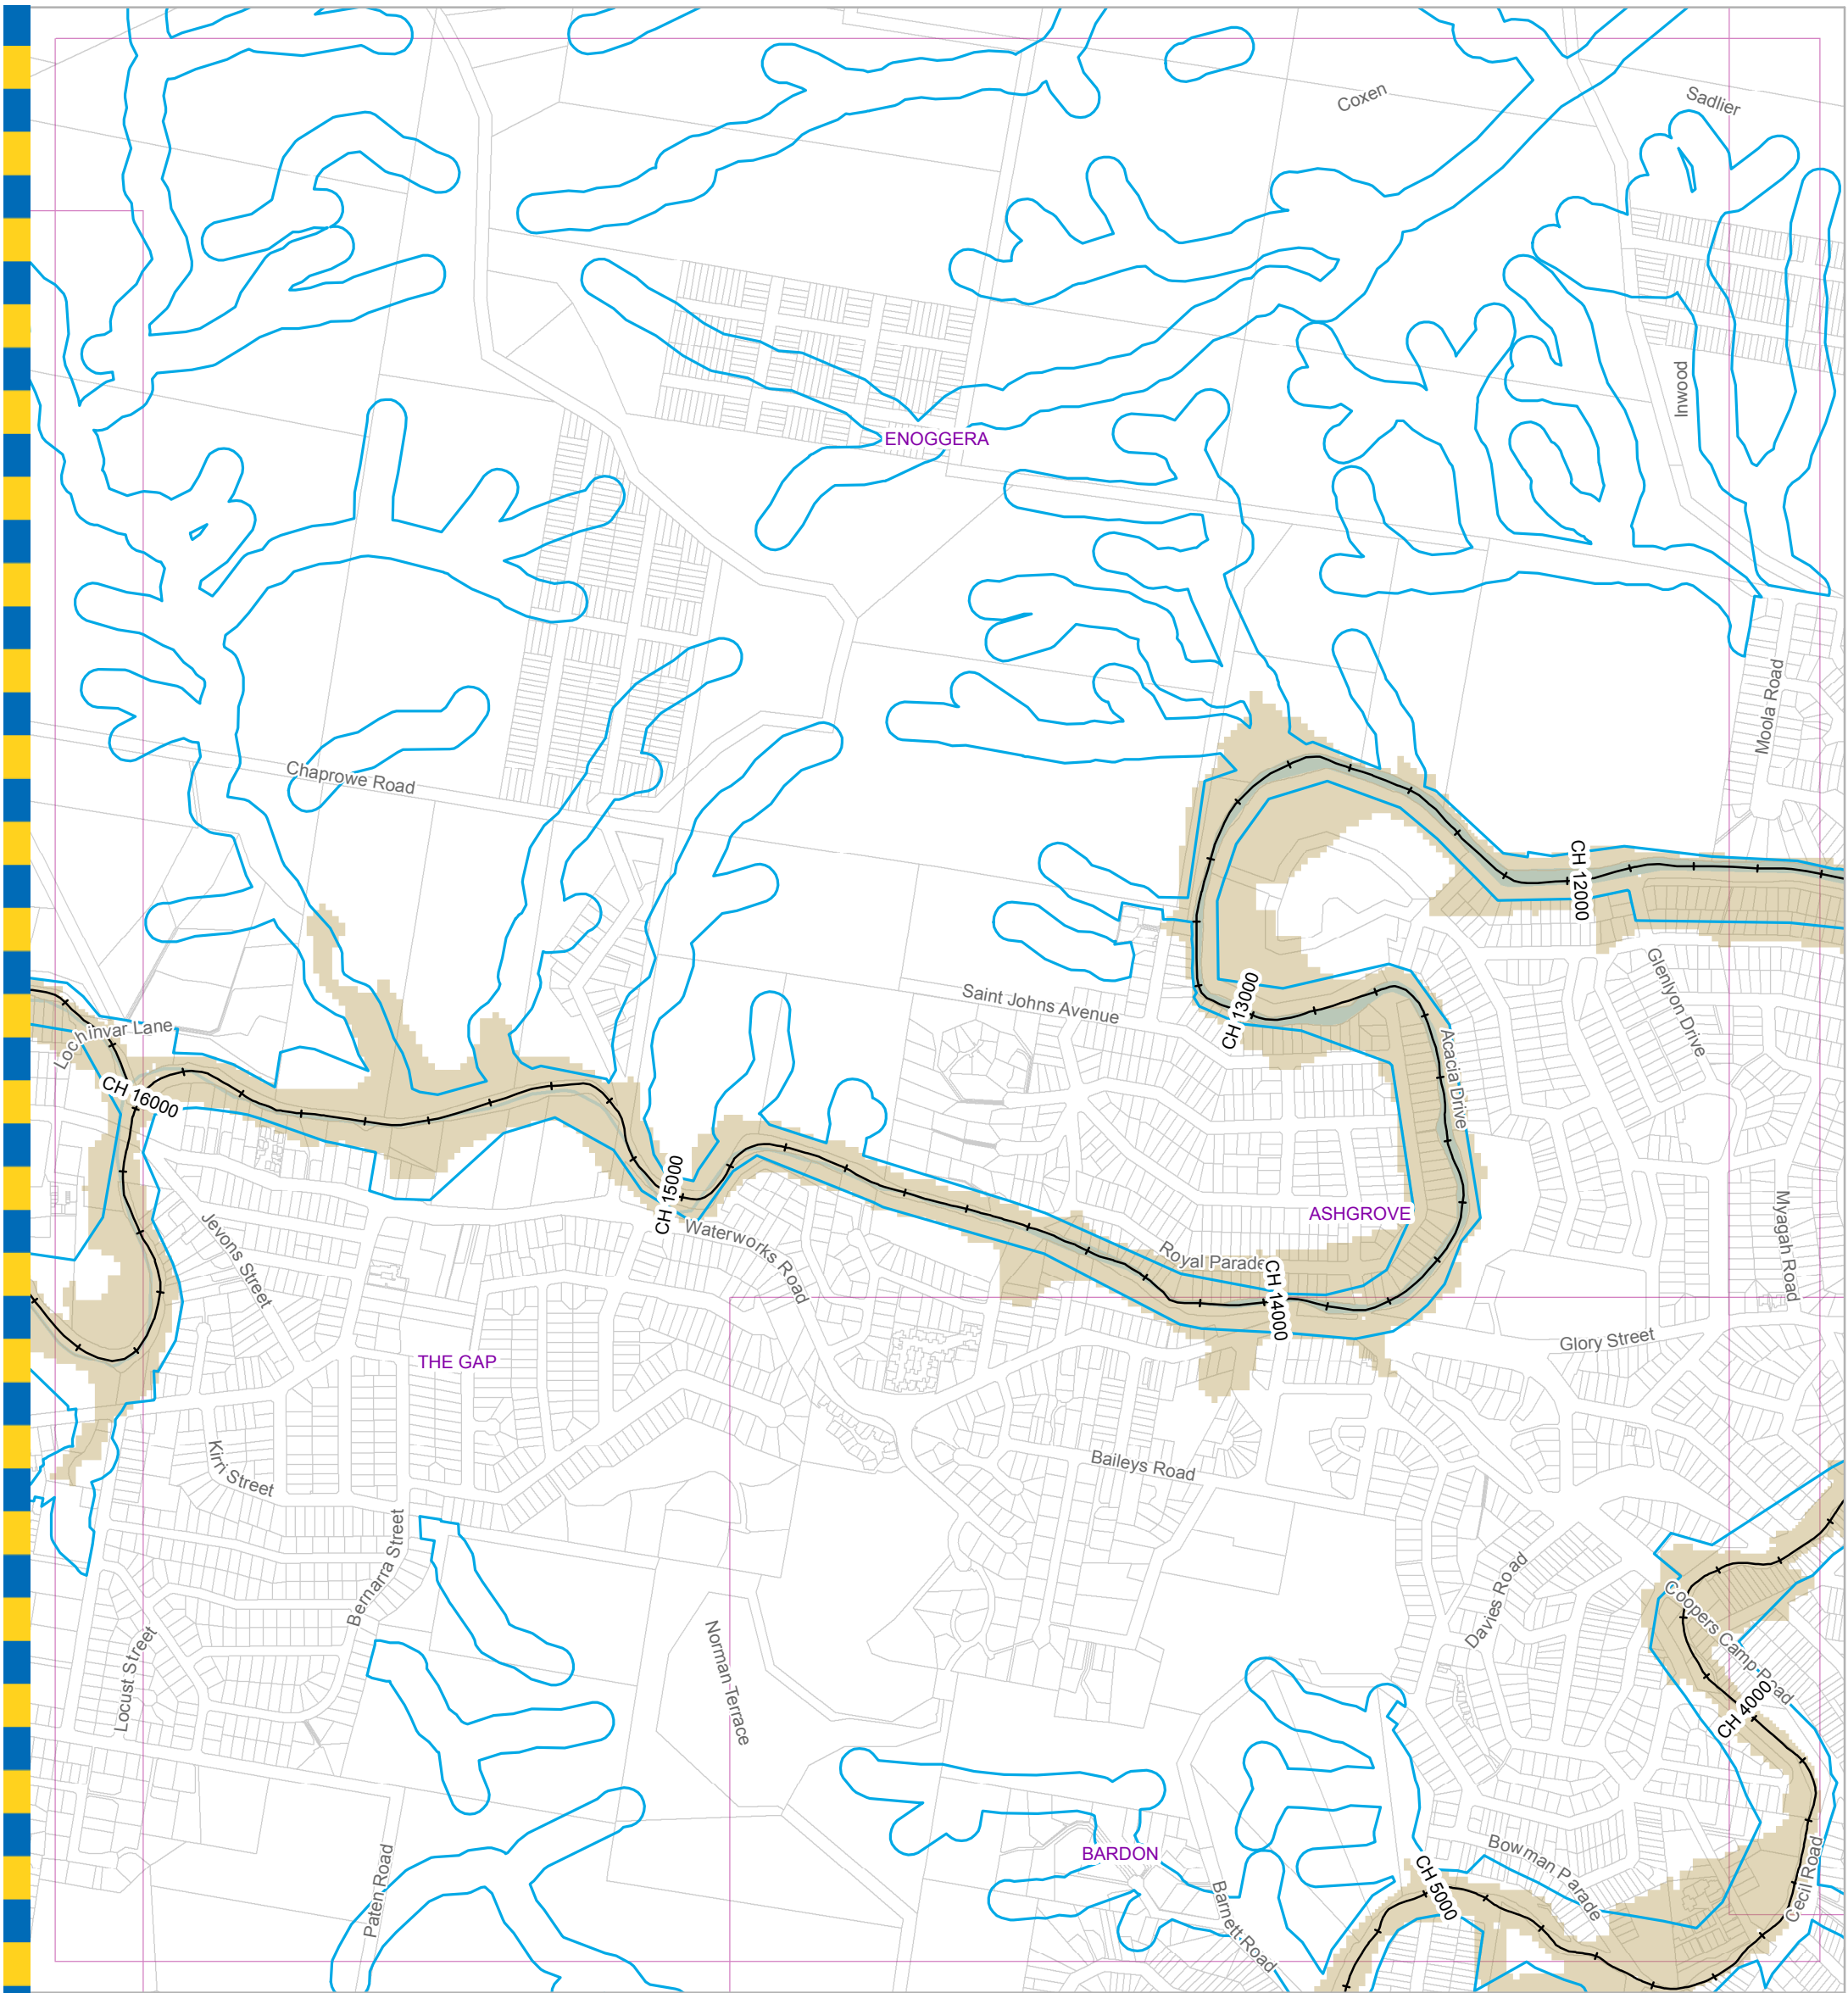 Coxen
Sadlier
Inwood
ENOGGERA
Moola Road
Chaprowe Road
CH 12000
Saint Johns Avenue
CH 13000
Glenlyon Drive
Lochinvar Lane
Acacia Drive
CH 16000
CH 15000
ASHGROVE
Myagah Road
Jevons Street
Waterworks Road
Royal Parade
CH 14000
Glory Street
THE GAP
Kirri Street
Baileys Road
Bernarra Street
Davies Road
Coopers Camp Road
Locust Street
Norman Terrace
CH 4000
BARDON
Bowman Parade
Cecil Road
CH 5000
Paten Road
Barnett Road